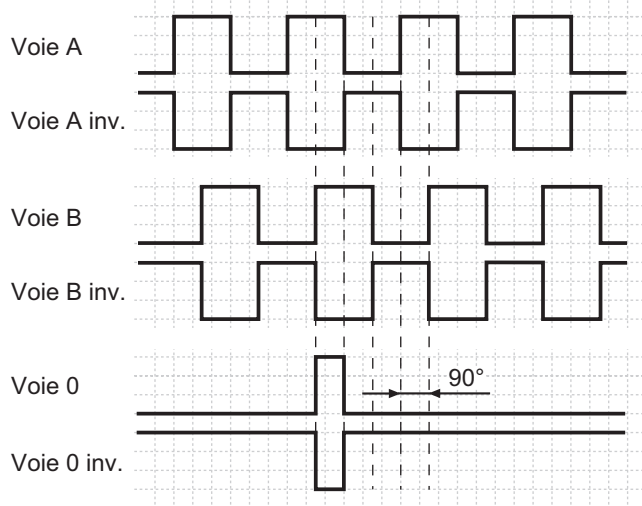 Voie A
Voie A inv.
Voie B
Voie B inv.
Voie 0
90°
Voie 0 inv.